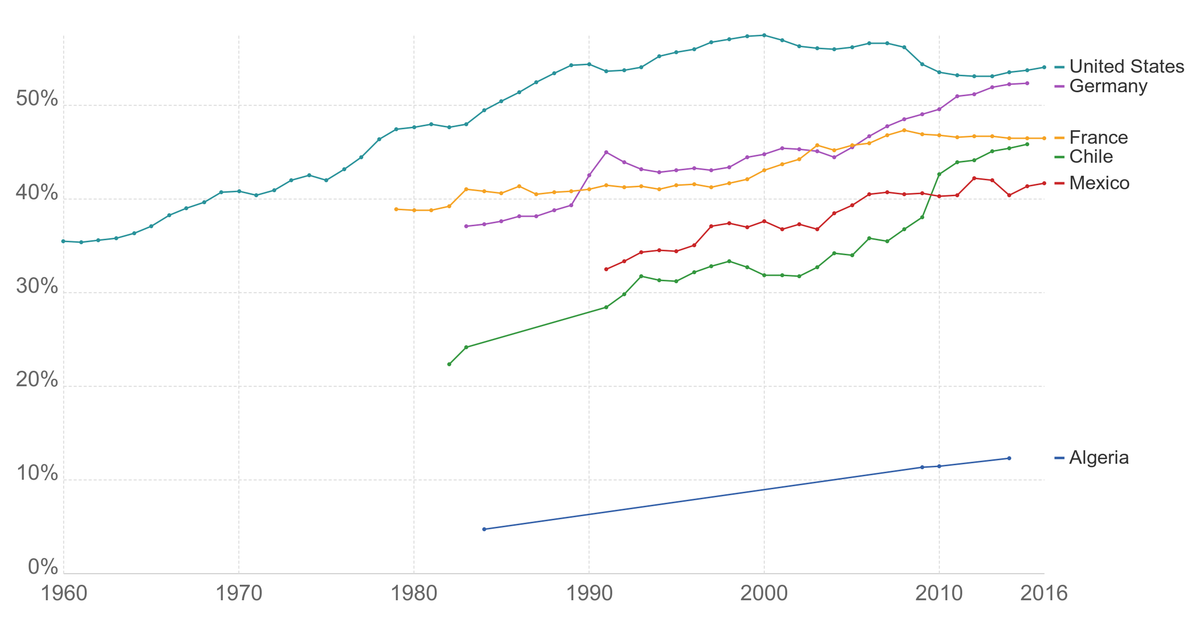 50%
40%
30%
20%
10%
0%
1960 1970 1980 1990 2000 2010 2016
United States
Germany
France
Chile
Mexico
Algeria